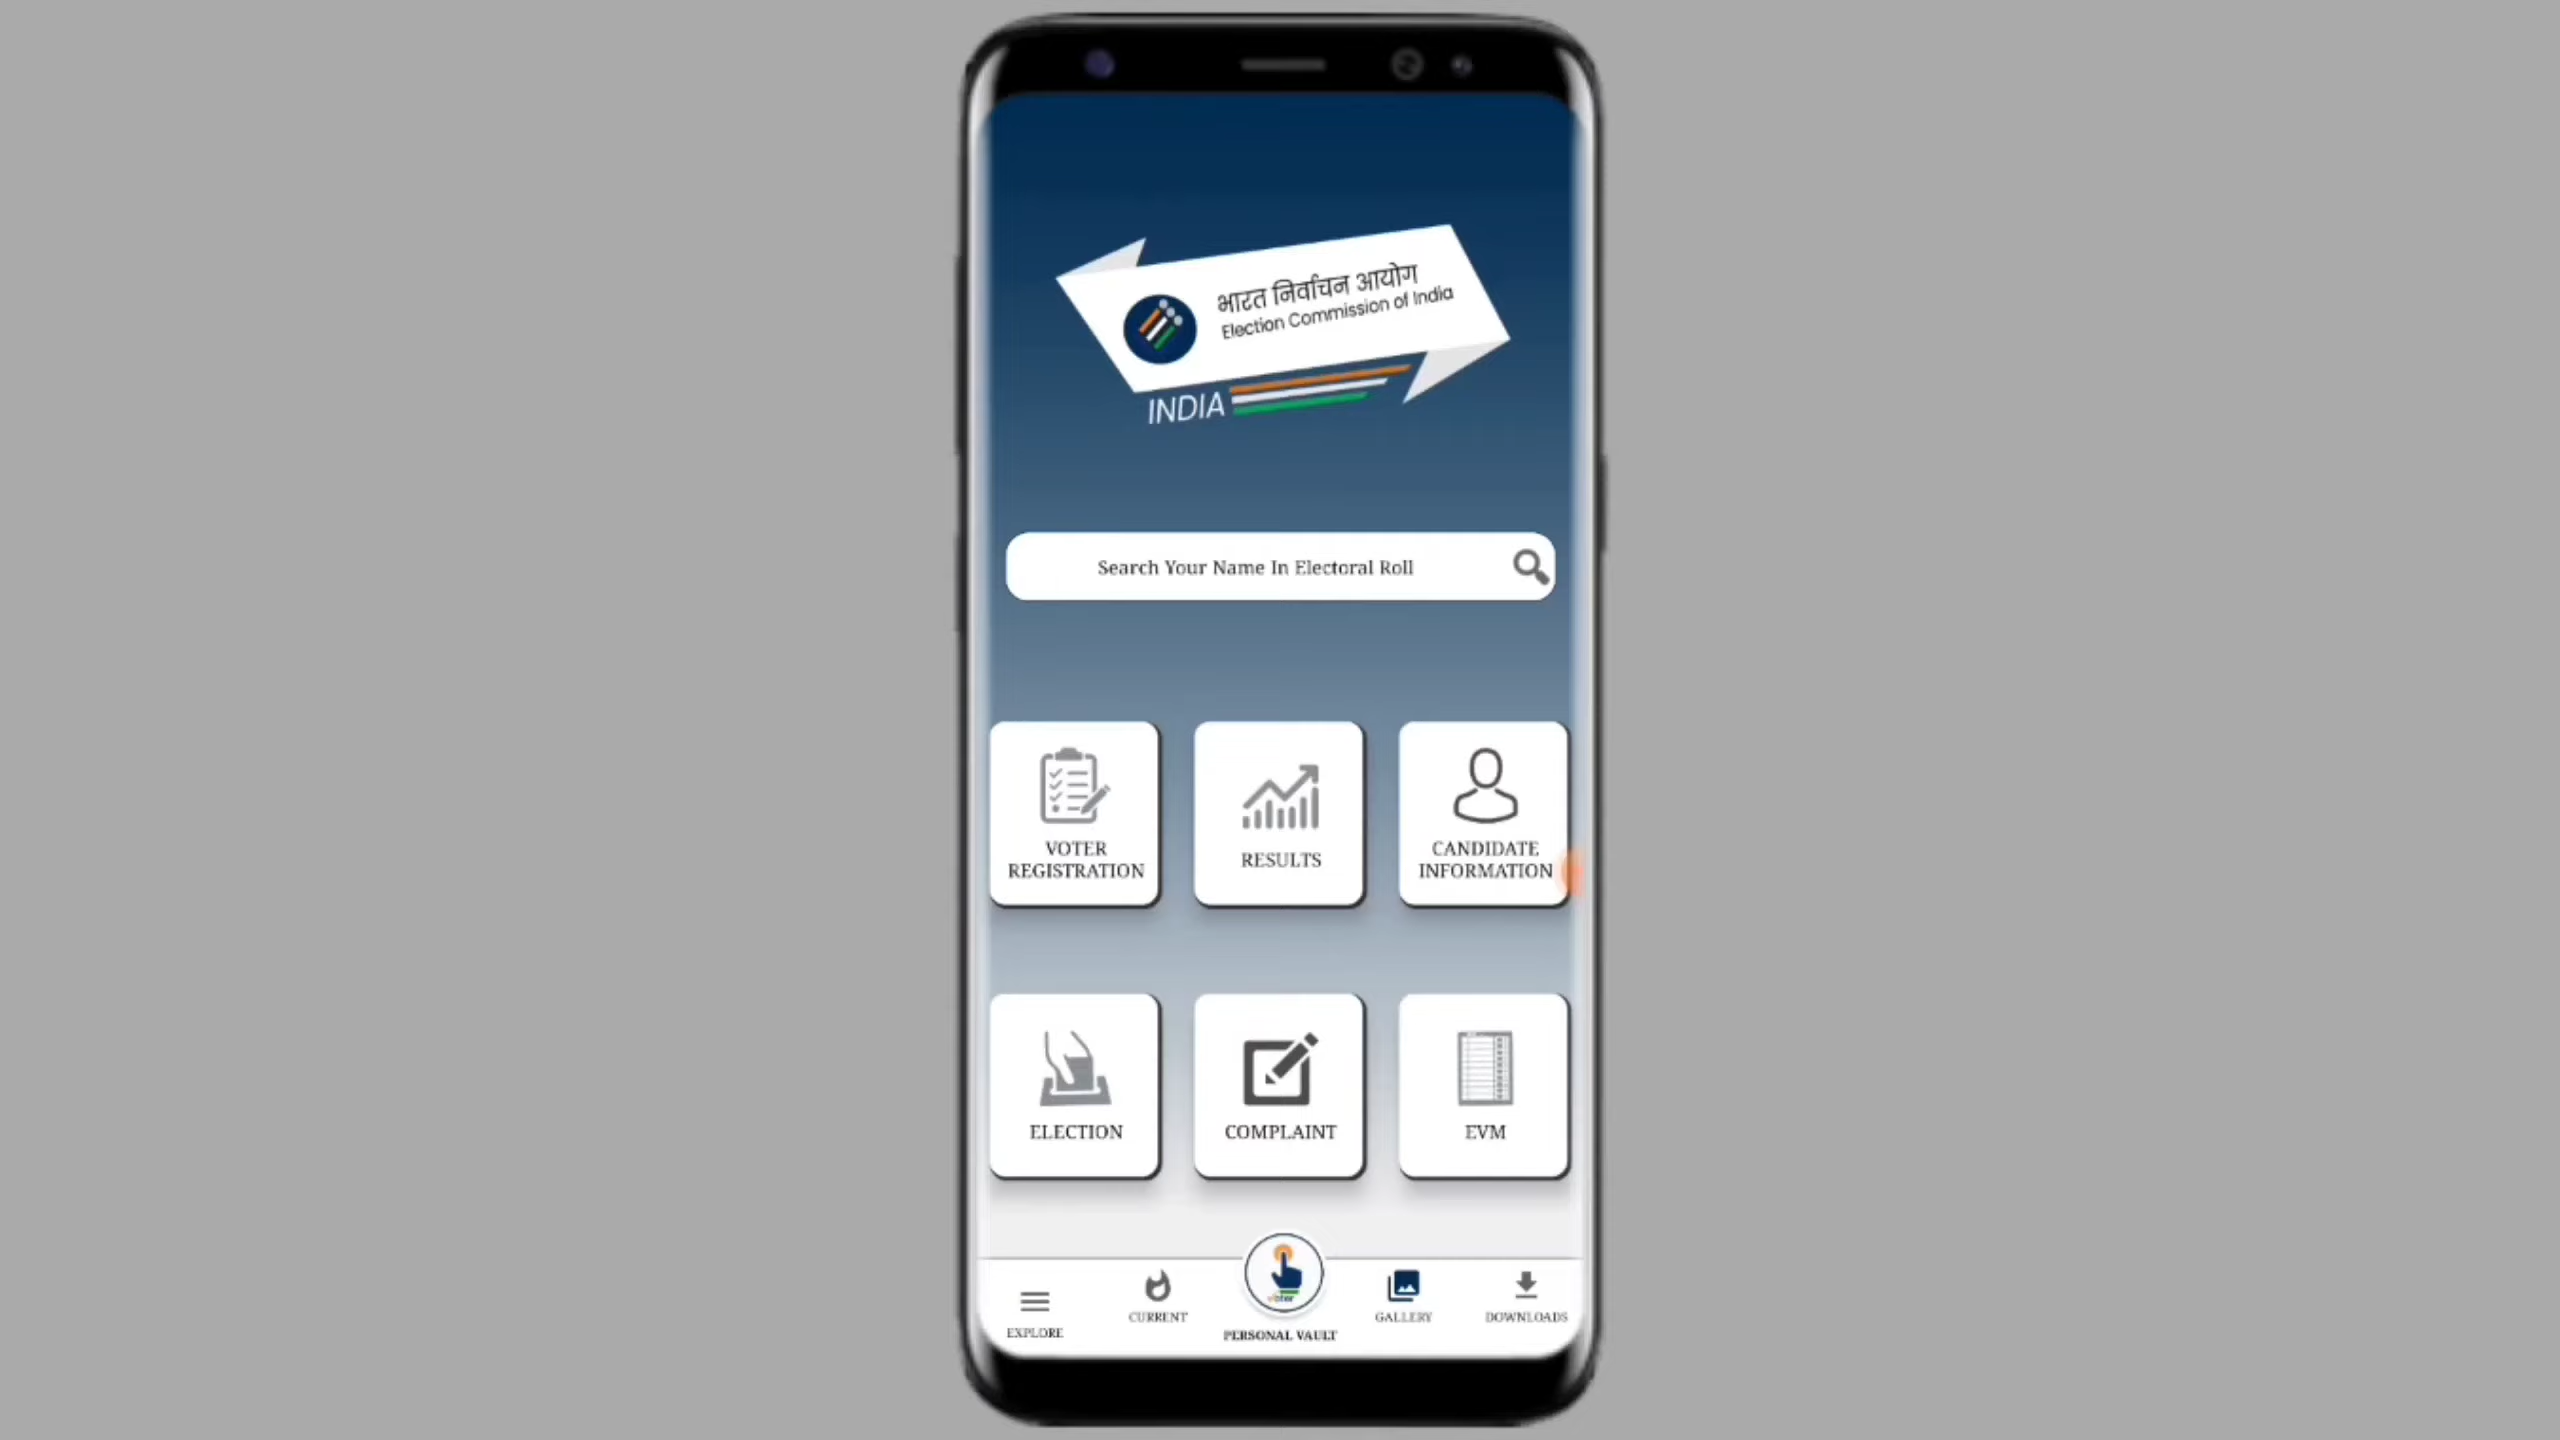 भारत निर्वाचन आयोग
Election Commission of India
INDIA
Search Your Name In Electoral Roll
VOTER
REGISTRATION
RESULTS
CANDIDATE
INFORMATION
ELECTION
COMPLAINT
EVM
EXPLORE
CURRENT
PERSONAL VAULT
GALLERY
DOWNLOADS